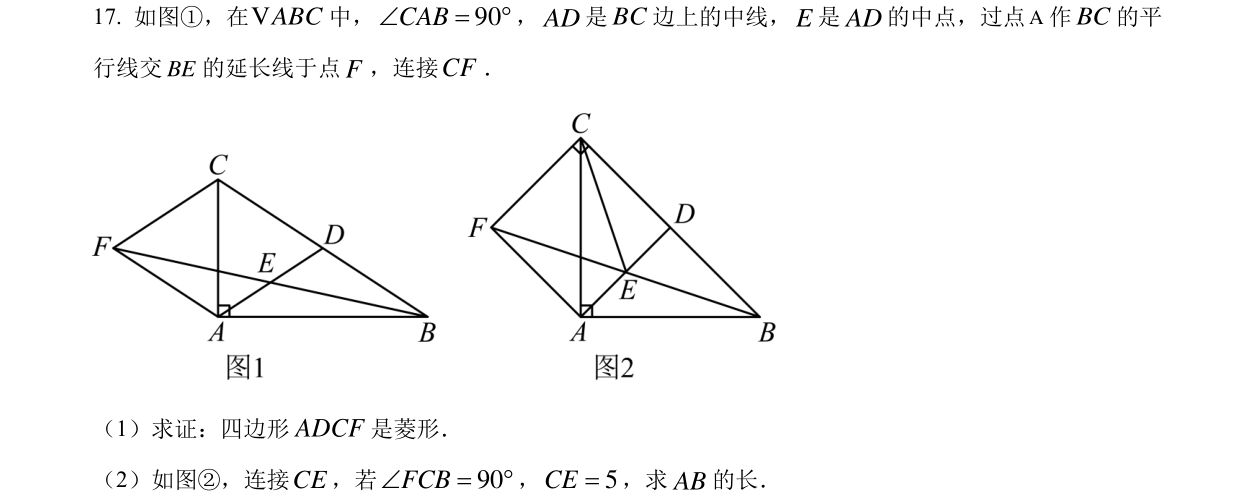 17. 如图①，在VABC中，∠CAB=90°，AD是BC边上的中线，E是AD的中点，过点A作BC的平
行线交BE的延长线于点F，连接CF．
C
F
D
E
A
B
图1
C
F
D
E
A
B
图2
（1）求证：四边形ADCF是菱形．
（2）如图②，连接CE，若∠FCB=90°，CE=5，求AB的长．